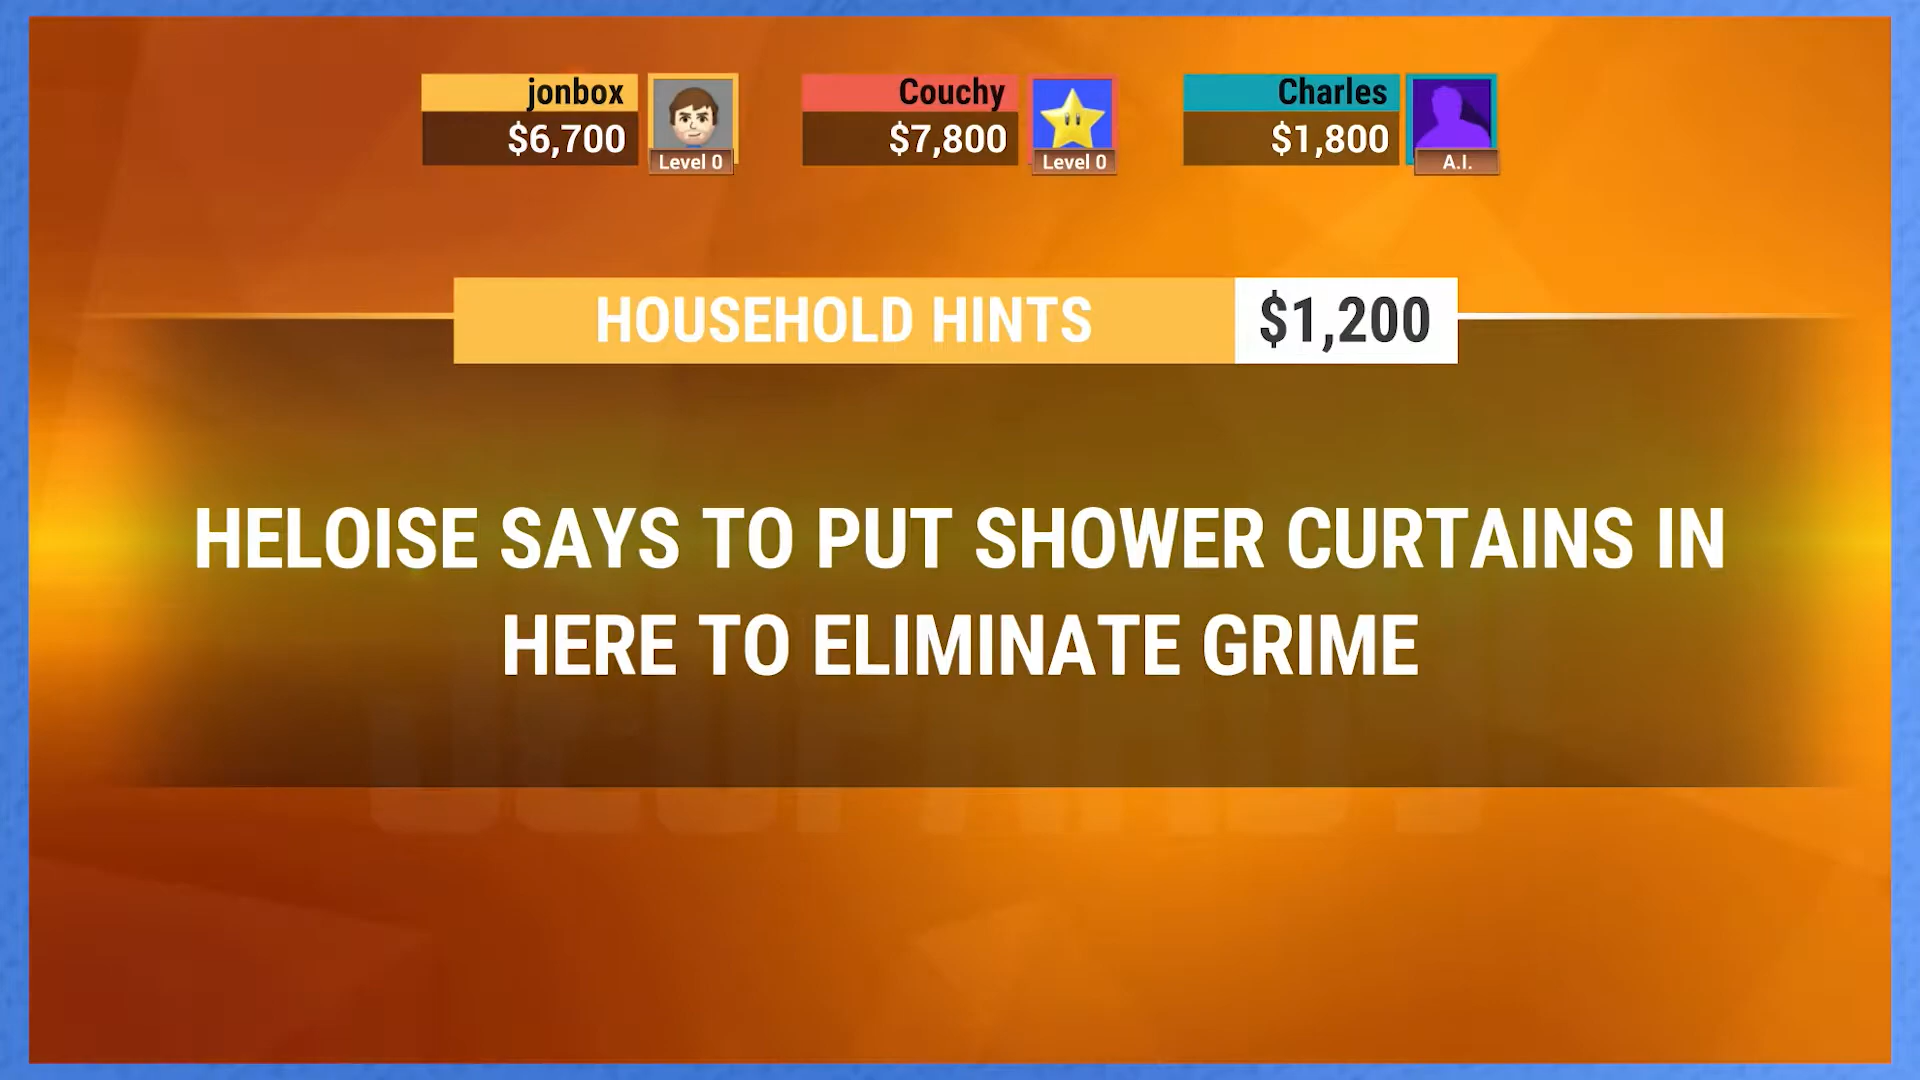 jonbox
$6,700
Level 0
Couchy
$7,800
Level 0
Charles
$1,800
A.I.
HOUSEHOLD HINTS $1,200
HELOISE SAYS TO PUT SHOWER CURTAINS IN
HERE TO ELIMINATE GRIME